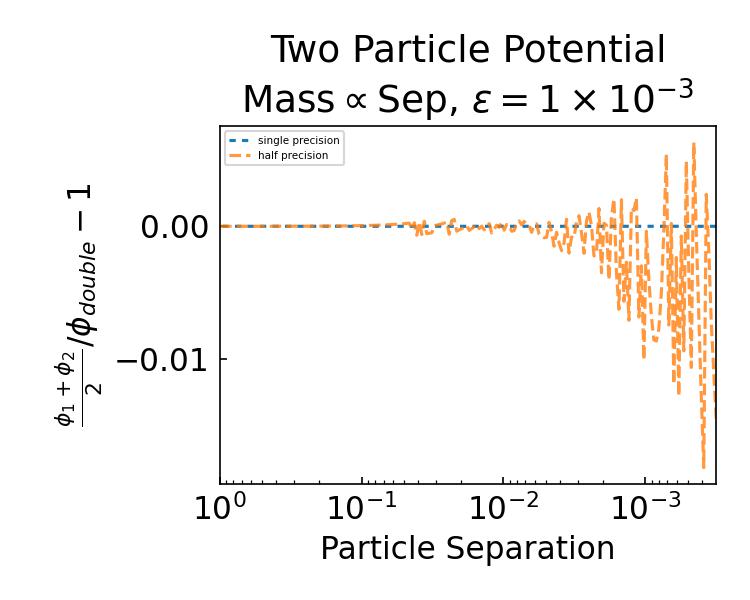 Two Particle Potential
Mass ∝ Sep, ε = 1 × 10⁻³
single precision
half precision
0.00
−0.01
(ϕ₁ + ϕ₂)/2 /ϕ_double − 1
10⁰ 10⁻¹ 10⁻² 10⁻³
Particle Separation